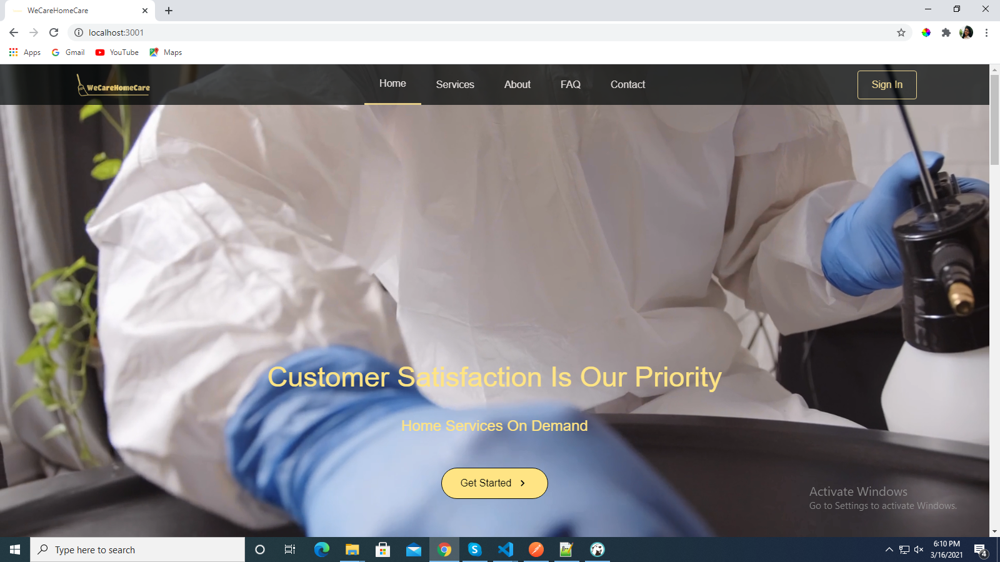 WeCareHomeCare
localhost:3001
Apps Gmail YouTube Maps
WeCareHomeCare Home Services About FAQ Contact Sign In
Customer Satisfaction Is Our Priority
Home Services On Demand
Get Started
Activate Windows
Go to Settings to activate Windows.
Type here to search
6:10 PM
3/16/2021
4